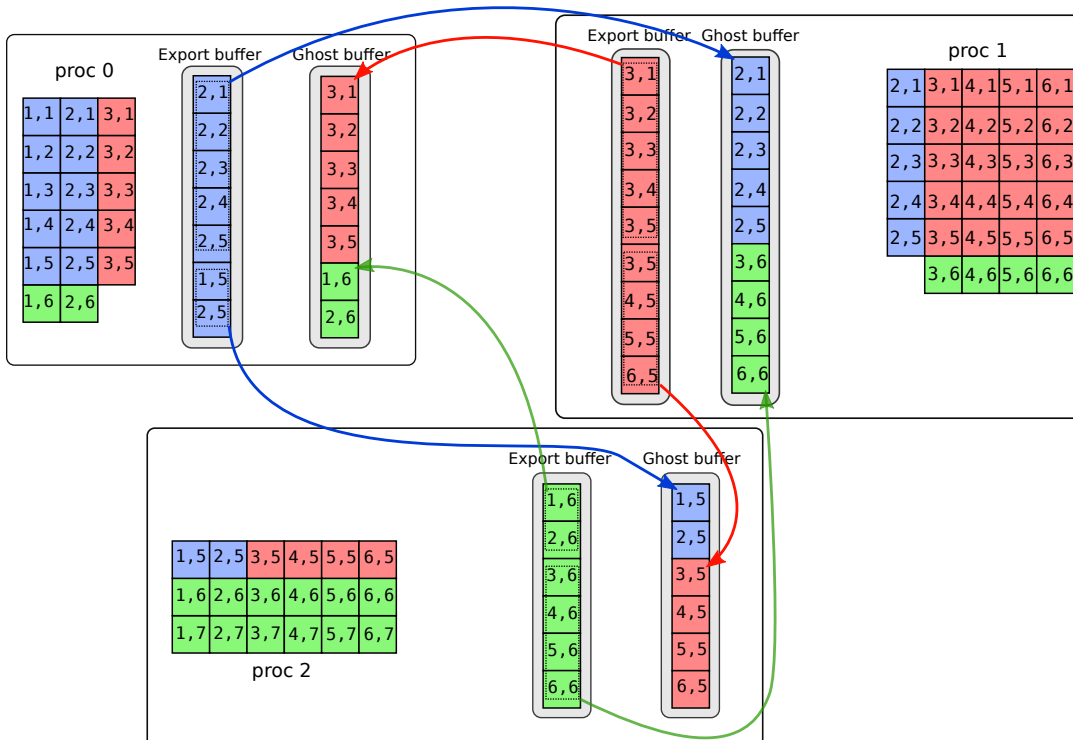 proc 0
1,1 2,1 3,1
1,2 2,2 3,2
1,3 2,3 3,3
1,4 2,4 3,4
1,5 2,5 3,5
1,6 2,6
Export buffer
2,1
2,2
2,3
2,4
2,5
1,5
2,5
Ghost buffer
3,1
3,2
3,3
3,4
3,5
1,6
2,6
Export buffer
3,1
3,2
3,3
3,4
3,5
3,5
4,5
5,5
6,5
Ghost buffer
2,1
2,2
2,3
2,4
2,5
3,6
4,6
5,6
6,6
proc 1
2,1 3,1 4,1 5,1 6,1
2,2 3,2 4,2 5,2 6,2
2,3 3,3 4,3 5,3 6,3
2,4 3,4 4,4 5,4 6,4
2,5 3,5 4,5 5,5 6,5
3,6 4,6 5,6 6,6
1,5 2,5 3,5 4,5 5,5 6,5
1,6 2,6 3,6 4,6 5,6 6,6
1,7 2,7 3,7 4,7 5,7 6,7
proc 2
Export buffer
1,6
2,6
3,6
4,6
5,6
6,6
Ghost buffer
1,5
2,5
3,5
4,5
5,5
6,5